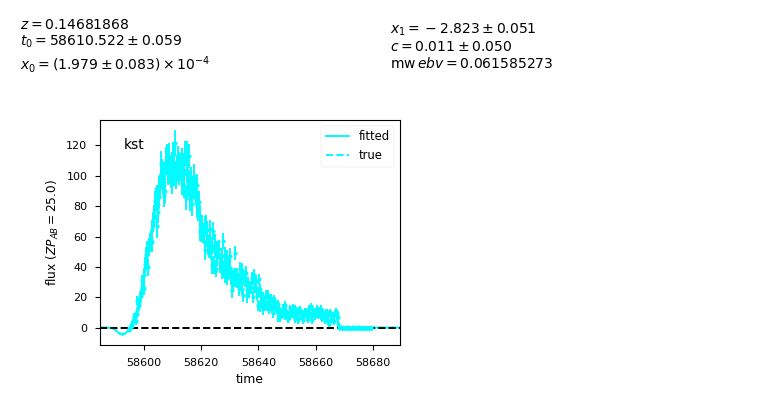 z = 0.14681868
t₀ = 58610.522 ± 0.059
x₀ = (1.979 ± 0.083) × 10⁻⁴
x₁ = −2.823 ± 0.051
c = 0.011 ± 0.050
mw ebv = 0.061585273
kst
fitted
true
flux (ZP_AB = 25.0)
120
100
80
60
40
20
0
58600 58620 58640 58660 58680
time